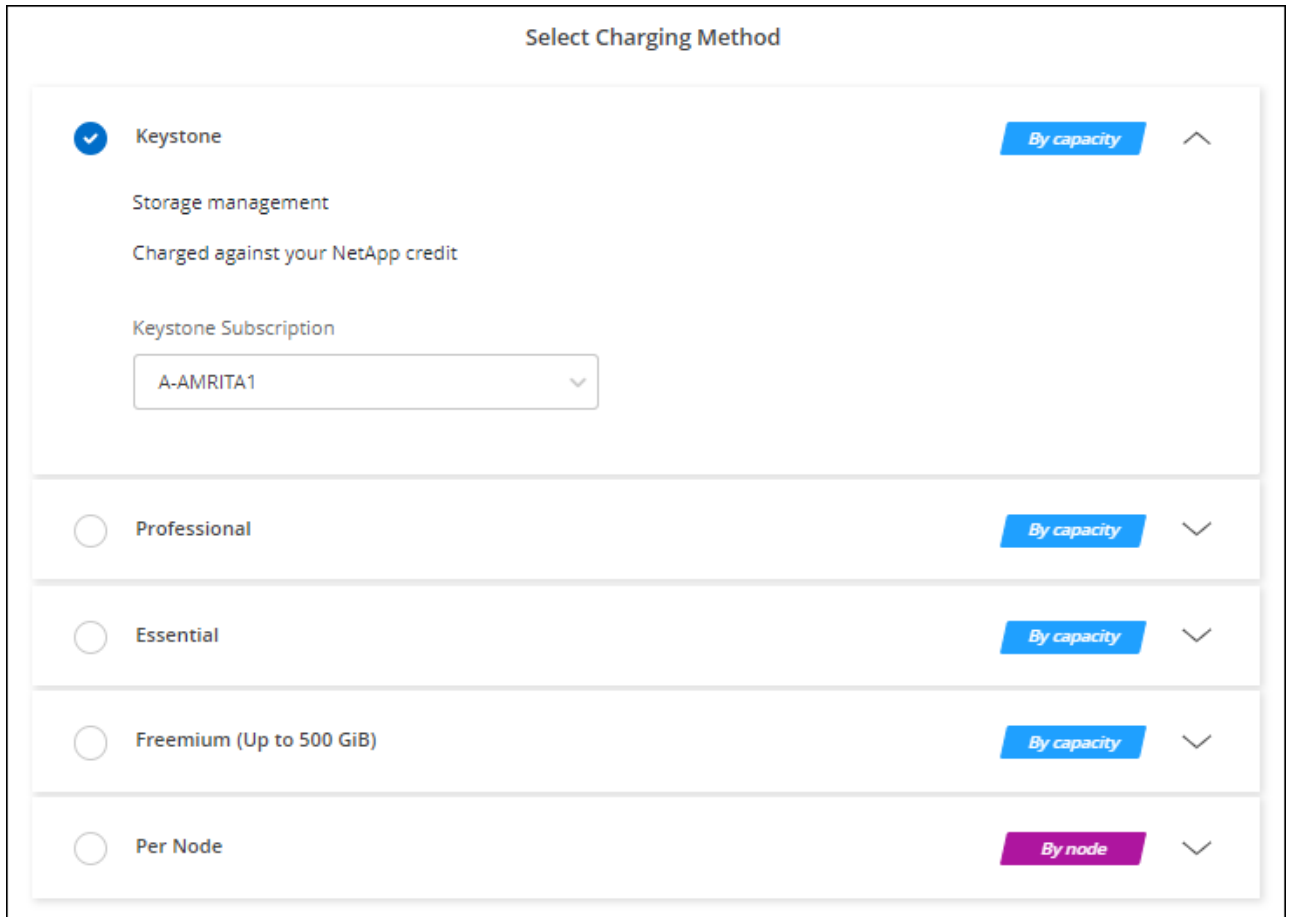 Select Charging Method
Keystone
By capacity
Storage management
Charged against your NetApp credit
Keystone Subscription
A-AMRITA1
Professional
By capacity
Essential
By capacity
Freemium (Up to 500 GiB)
By capacity
Per Node
By node